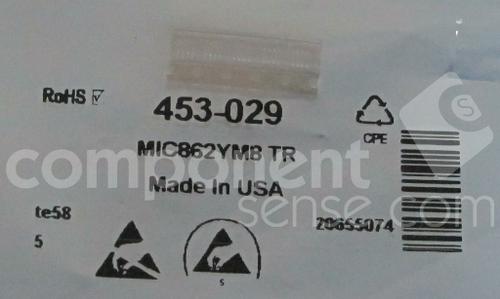 RoHS
453-029
MIC862YM8 TR
CPE
Made In USA
te58
5
20655074
S
component
sense.com